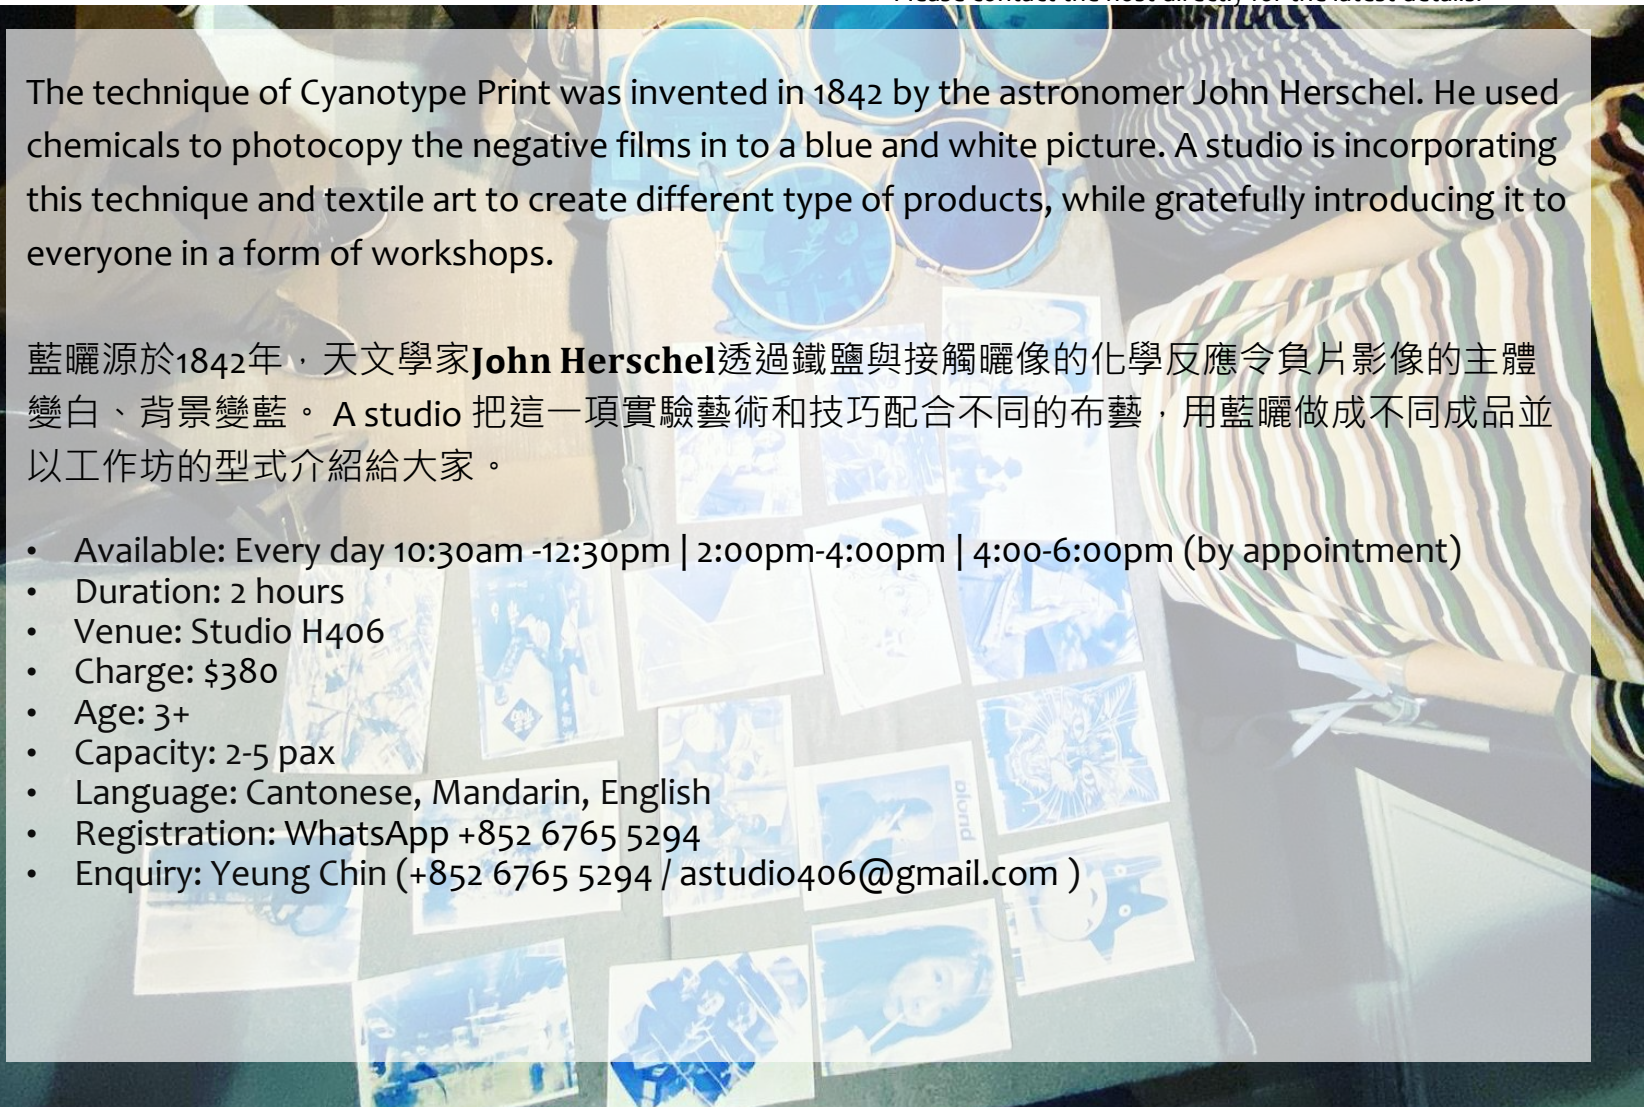 Please contact the host directly for the latest details.
The technique of Cyanotype Print was invented in 1842 by the astronomer John Herschel. He used
chemicals to photocopy the negative films in to a blue and white picture. A studio is incorporating
this technique and textile art to create different type of products, while gratefully introducing it to
everyone in a form of workshops.
藍曬源於1842年，天文學家John Herschel透過鐵鹽與接觸曬像的化學反應令負片影像的主體
變白、背景變藍。 A studio 把這一項實驗藝術和技巧配合不同的布藝，用藍曬做成不同成品並
以工作坊的型式介紹給大家。
• Available: Every day 10:30am -12:30pm | 2:00pm-4:00pm | 4:00-6:00pm (by appointment)
• Duration: 2 hours
• Venue: Studio H406
• Charge: $380
• Age: 3+
• Capacity: 2-5 pax
• Language: Cantonese, Mandarin, English
• Registration: WhatsApp +852 6765 5294
• Enquiry: Yeung Chin (+852 6765 5294 / astudio406@gmail.com )